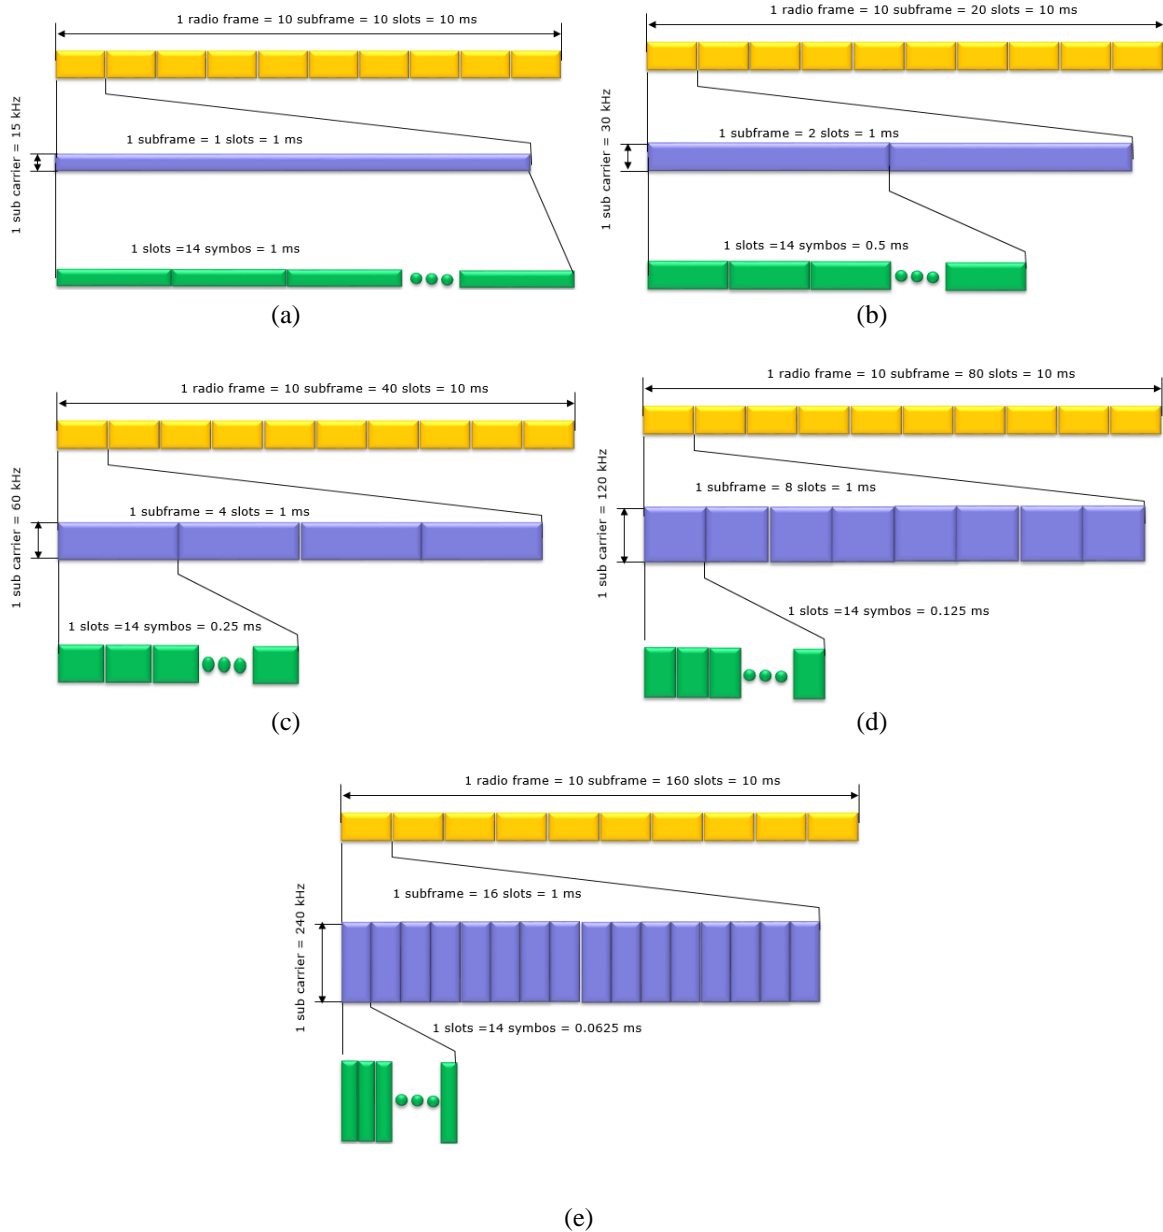 1 radio frame = 10 subframe = 10 slots = 10 ms
1 sub carrier = 15 kHz
1 subframe = 1 slots = 1 ms
1 slots =14 symbos = 1 ms
(a)
1 radio frame = 10 subframe = 20 slots = 10 ms
1 sub carrier = 30 kHz
1 subframe = 2 slots = 1 ms
1 slots =14 symbos = 0.5 ms
(b)
1 radio frame = 10 subframe = 40 slots = 10 ms
1 sub carrier = 60 kHz
1 subframe = 4 slots = 1 ms
1 slots =14 symbos = 0.25 ms
(c)
1 radio frame = 10 subframe = 80 slots = 10 ms
1 sub carrier = 120 kHz
1 subframe = 8 slots = 1 ms
1 slots =14 symbos = 0.125 ms
(d)
1 radio frame = 10 subframe = 160 slots = 10 ms
1 sub carrier = 240 kHz
1 subframe = 16 slots = 1 ms
1 slots =14 symbos = 0.0625 ms
(e)